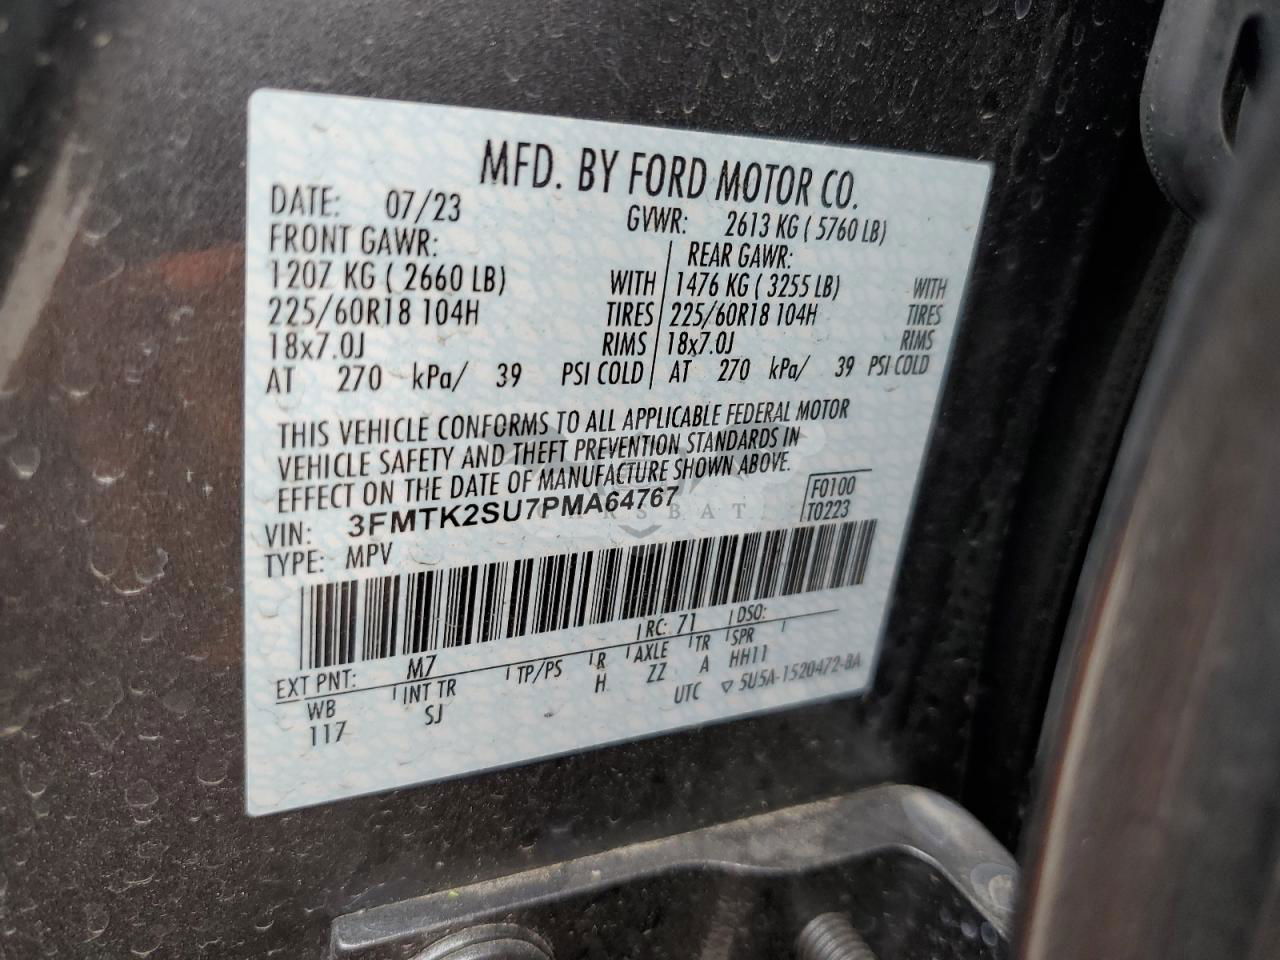 MFD. BY FORD MOTOR CO.
DATE: 07/23 GVWR: 2613 KG ( 5760 LB)
FRONT GAWR: REAR GAWR:
1207 KG ( 2660 LB) WITH 1476 KG ( 3255 LB) WITH
225/60R18 104H TIRES 225/60R18 104H TIRES
18x7.0J RIMS 18x7.0J RIMS
AT 270 kPa/ 39 PSI COLD AT 270 kPa/ 39 PSI COLD
THIS VEHICLE CONFORMS TO ALL APPLICABLE FEDERAL MOTOR
VEHICLE SAFETY AND THEFT PREVENTION STANDARDS IN
EFFECT ON THE DATE OF MANUFACTURE SHOWN ABOVE.
VIN: 3FMTK2SU7PMA64767 F0100
TYPE: MPV T0223
EXT PNT: M7 RC: 71 DSO:
WB INT TR TP/PS R AXLE TR SPR
117 SJ H ZZ A HH11
UTC ▽ 5U5A-1520472-BA